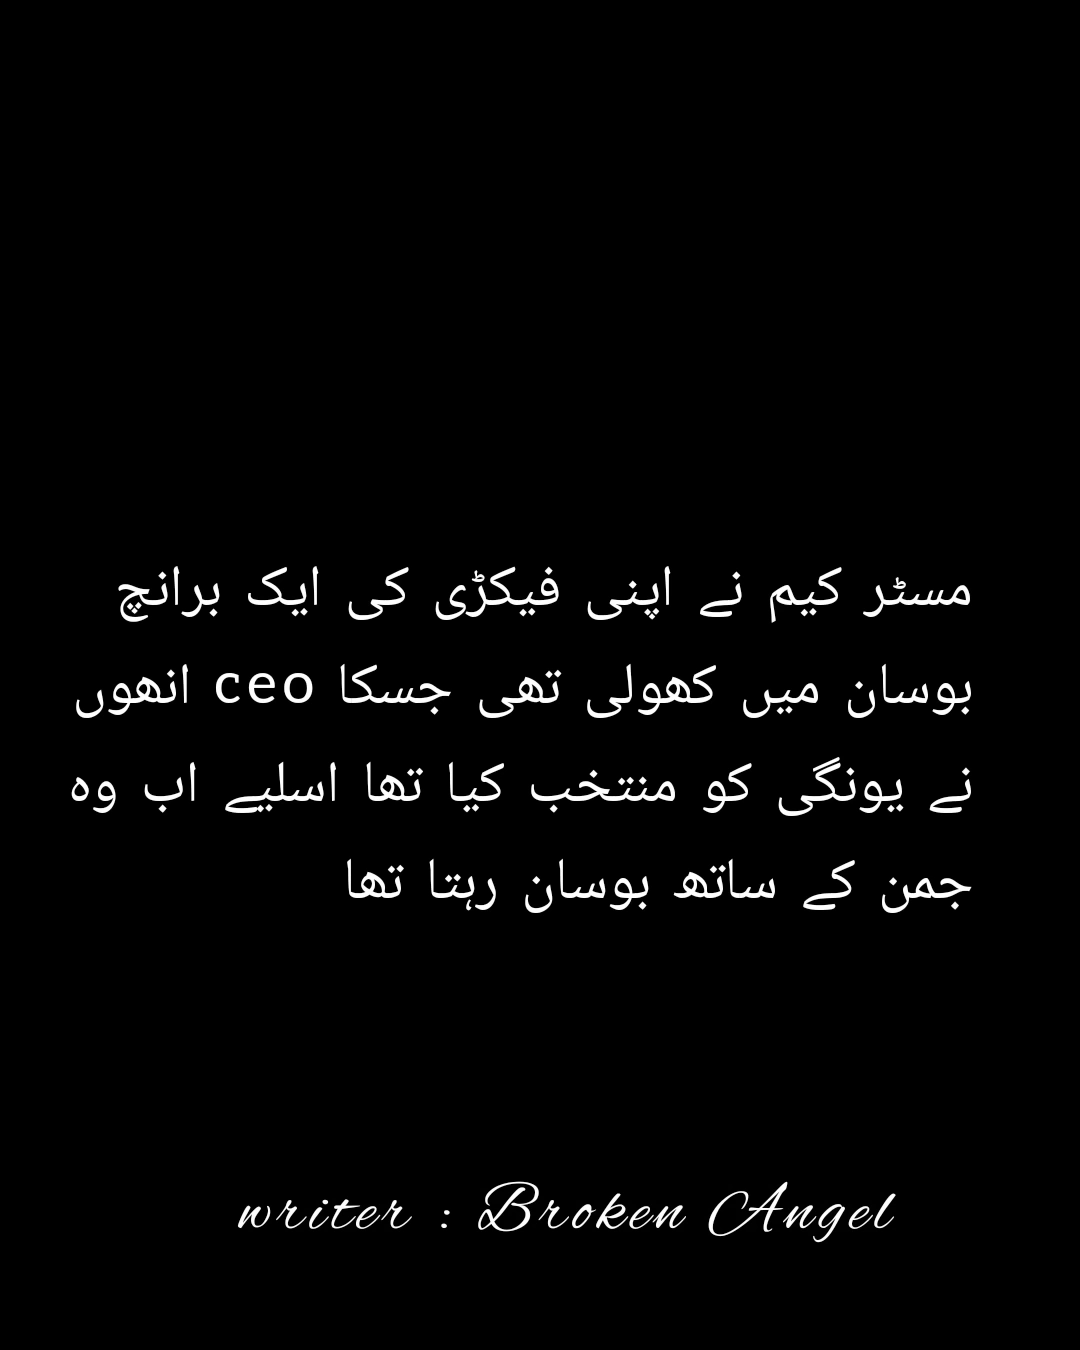 مسٹر کیم نے اپنی فیکڑی کی ایک برانچ
بوسان میں کھولی تھی جسکا ceo انھوں
نے یونگی کو منتخب کیا تھا اسلیے اب وہ
جمن کے ساتھ بوسان رہتا تھا
writer : Broken Angel